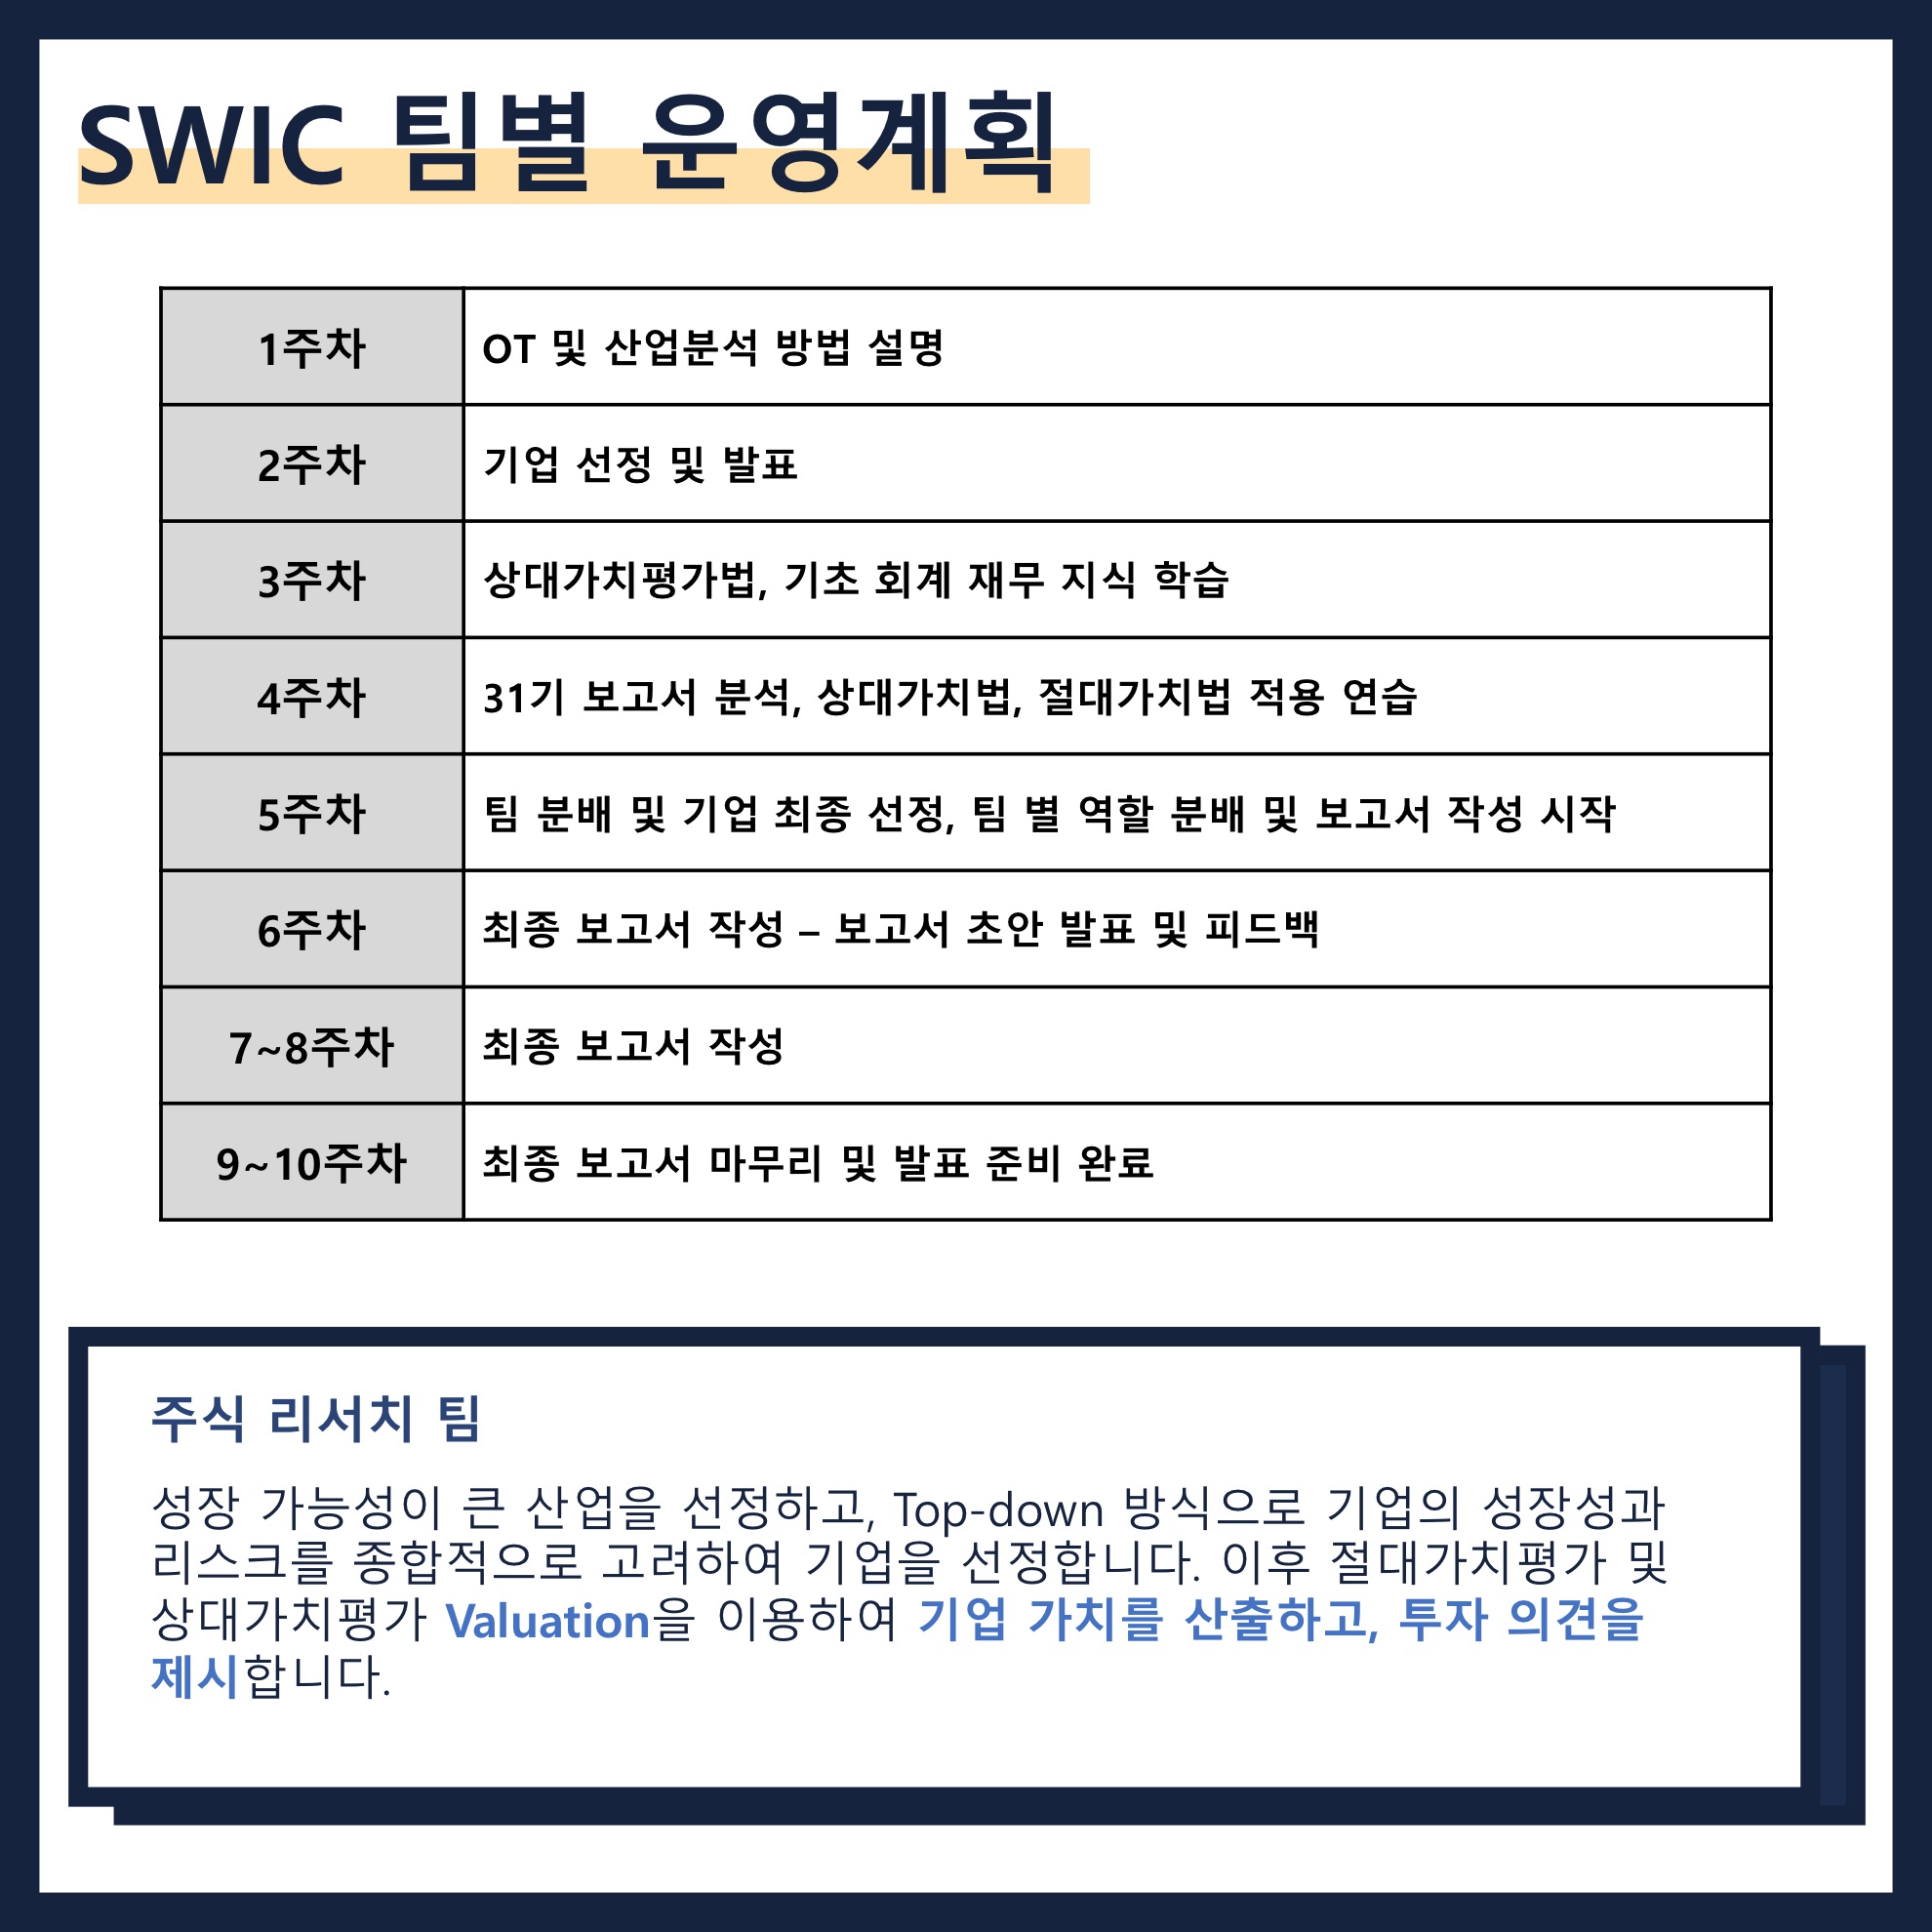 SWIC 팀별 운영계획
1주차 OT 및 산업분석 방법 설명
2주차 기업 선정 및 발표
3주차 상대가치평가법, 기초 회계 재무 지식 학습
4주차 31기 보고서 분석, 상대가치법, 절대가치법 적용 연습
5주차 팀 분배 및 기업 최종 선정, 팀 별 역할 분배 및 보고서 작성 시작
6주차 최종 보고서 작성 – 보고서 초안 발표 및 피드백
7~8주차 최종 보고서 작성
9~10주차 최종 보고서 마무리 및 발표 준비 완료
주식 리서치 팀
성장 가능성이 큰 산업을 선정하고, Top-down 방식으로 기업의 성장성과
리스크를 종합적으로 고려하여 기업을 선정합니다. 이후 절대가치평가 및
상대가치평가 Valuation을 이용하여 기업 가치를 산출하고, 투자 의견을
제시합니다.